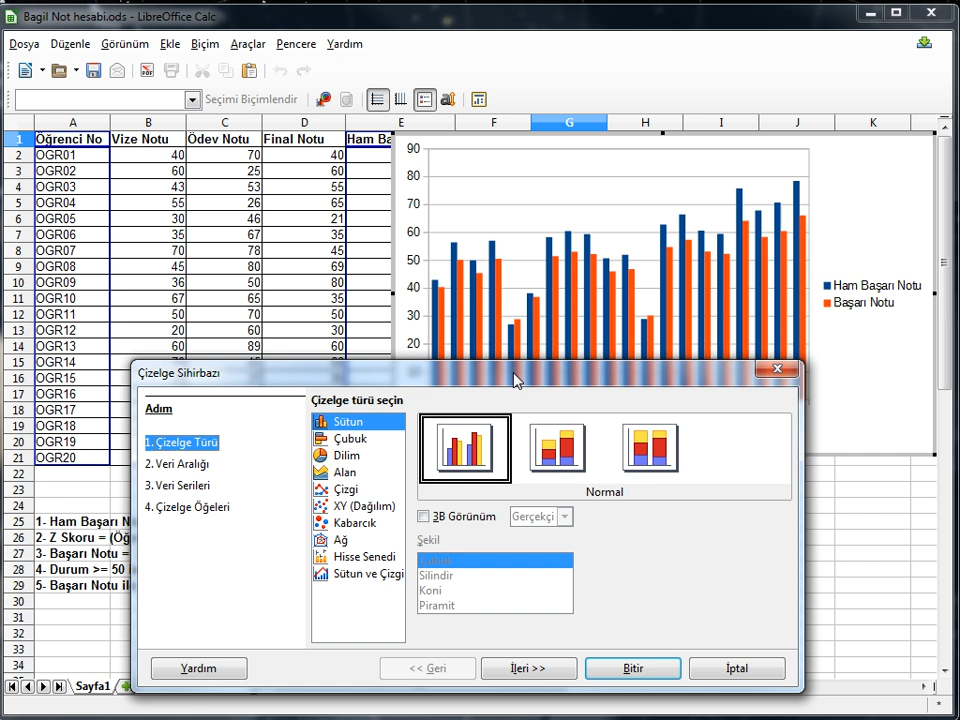 Bagil Not hesabi.ods - LibreOffice Calc
Dosya Düzenle Görünüm Ekle Biçim Araçlar Pencere Yardım
PDF
Seçimi Biçimlendir
A B C D E F G H I J K
1 Öğrenci No Vize Notu Ödev Notu Final Notu Ham Ba
2 OGR01 40 70 40
3 OGR02 60 25 60
4 OGR03 43 53 55
5 OGR04 55 26 65
6 OGR05 30 46 21
7 OGR06 35 67 35
8 OGR07 70 78 45
9 OGR08 45 80 69
10 OGR09 36 50 80
11 OGR10 67 65 35
12 OGR11 50 70 50
13 OGR12 20 60 30
14 OGR13 60 89 60
15 OGR14
16 OGR15
17 OGR16
18 OGR17
19 OGR18
20 OGR19
21 OGR20
22
23
24
25 1- Ham Başarı N
26 2- Z Skoru = (Öğ
27 3- Başarı Notu =
28 4- Durum >= 50
29 5- Başarı Notu il
30
31
32
33
34
90
80
70
60
50
40
30
20
Ham Başarı Notu
Başarı Notu
Çizelge Sihirbazı
Adım
1. Çizelge Türü
2. Veri Aralığı
3. Veri Serileri
4. Çizelge Öğeleri
Çizelge türü seçin
Sütun
Çubuk
Dilim
Alan
Çizgi
XY (Dağılım)
Kabarcık
Ağ
Hisse Senedi
Sütun ve Çizgi
Normal
3B Görünüm Gerçekçi
Şekil
Silindir
Koni
Piramit
Yardım << Geri İleri >> Bitir İptal
Sayfa1